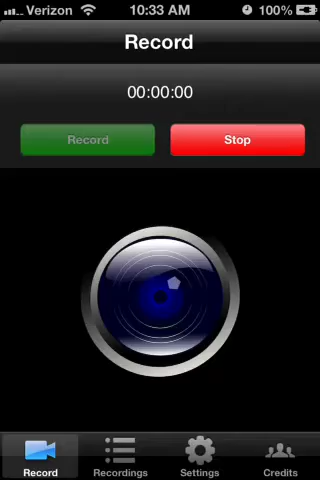 Verizon 10:33 AM 100%
Record
00:00:00
Record Stop
Record Recordings Settings Credits